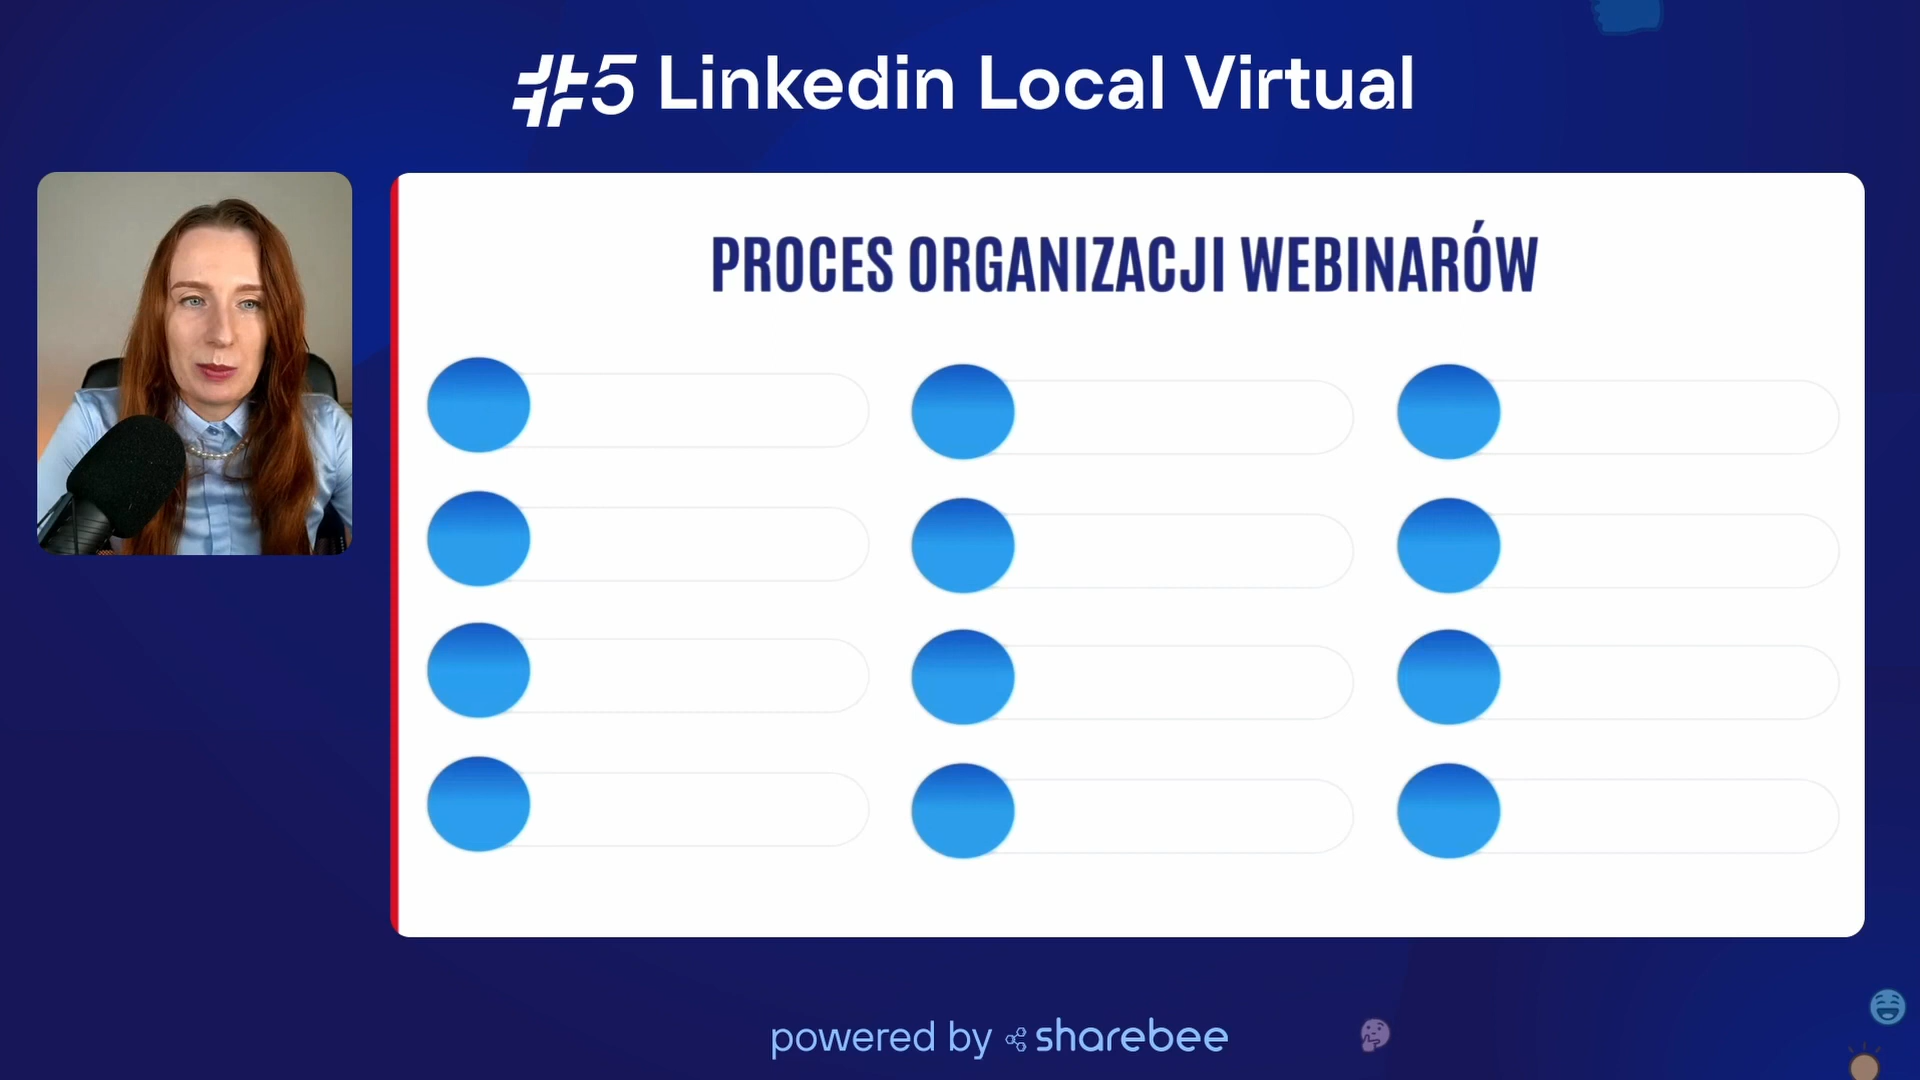 #5 Linkedin Local Virtual
PROCES ORGANIZACJI WEBINARÓW
powered by sharebee